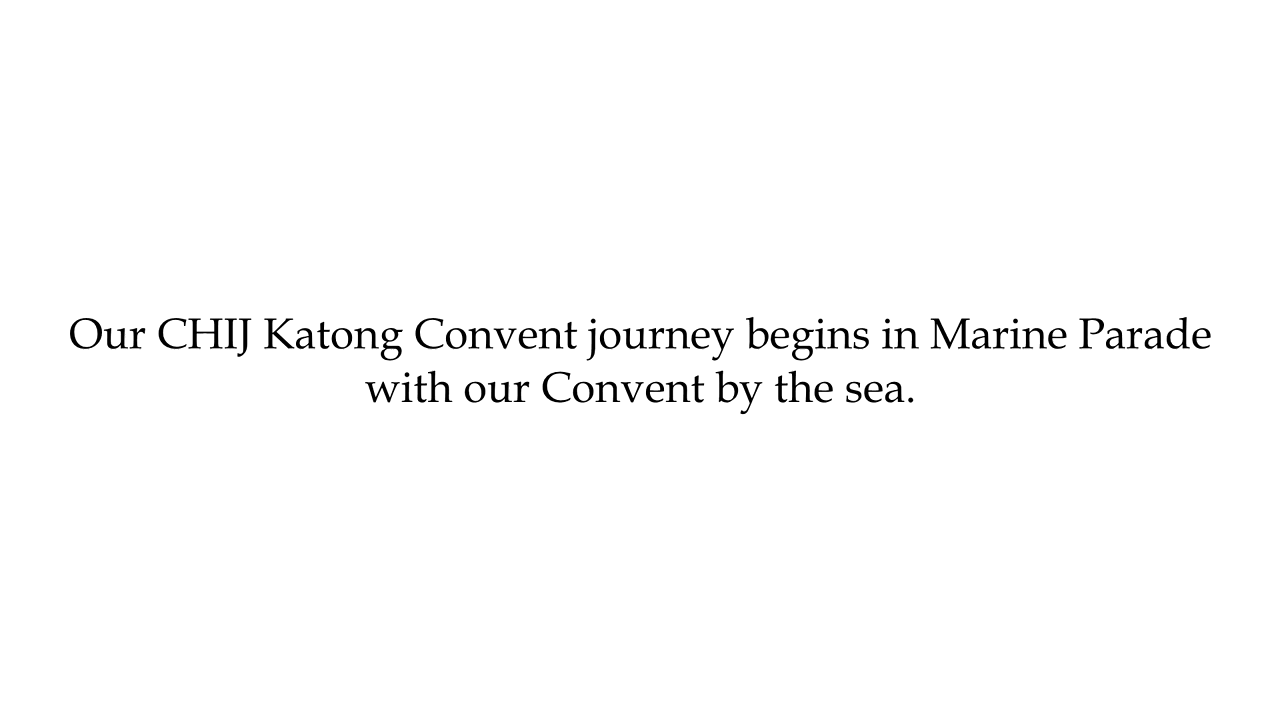 Our CHIJ Katong Convent journey begins in Marine Parade
with our Convent by the sea.